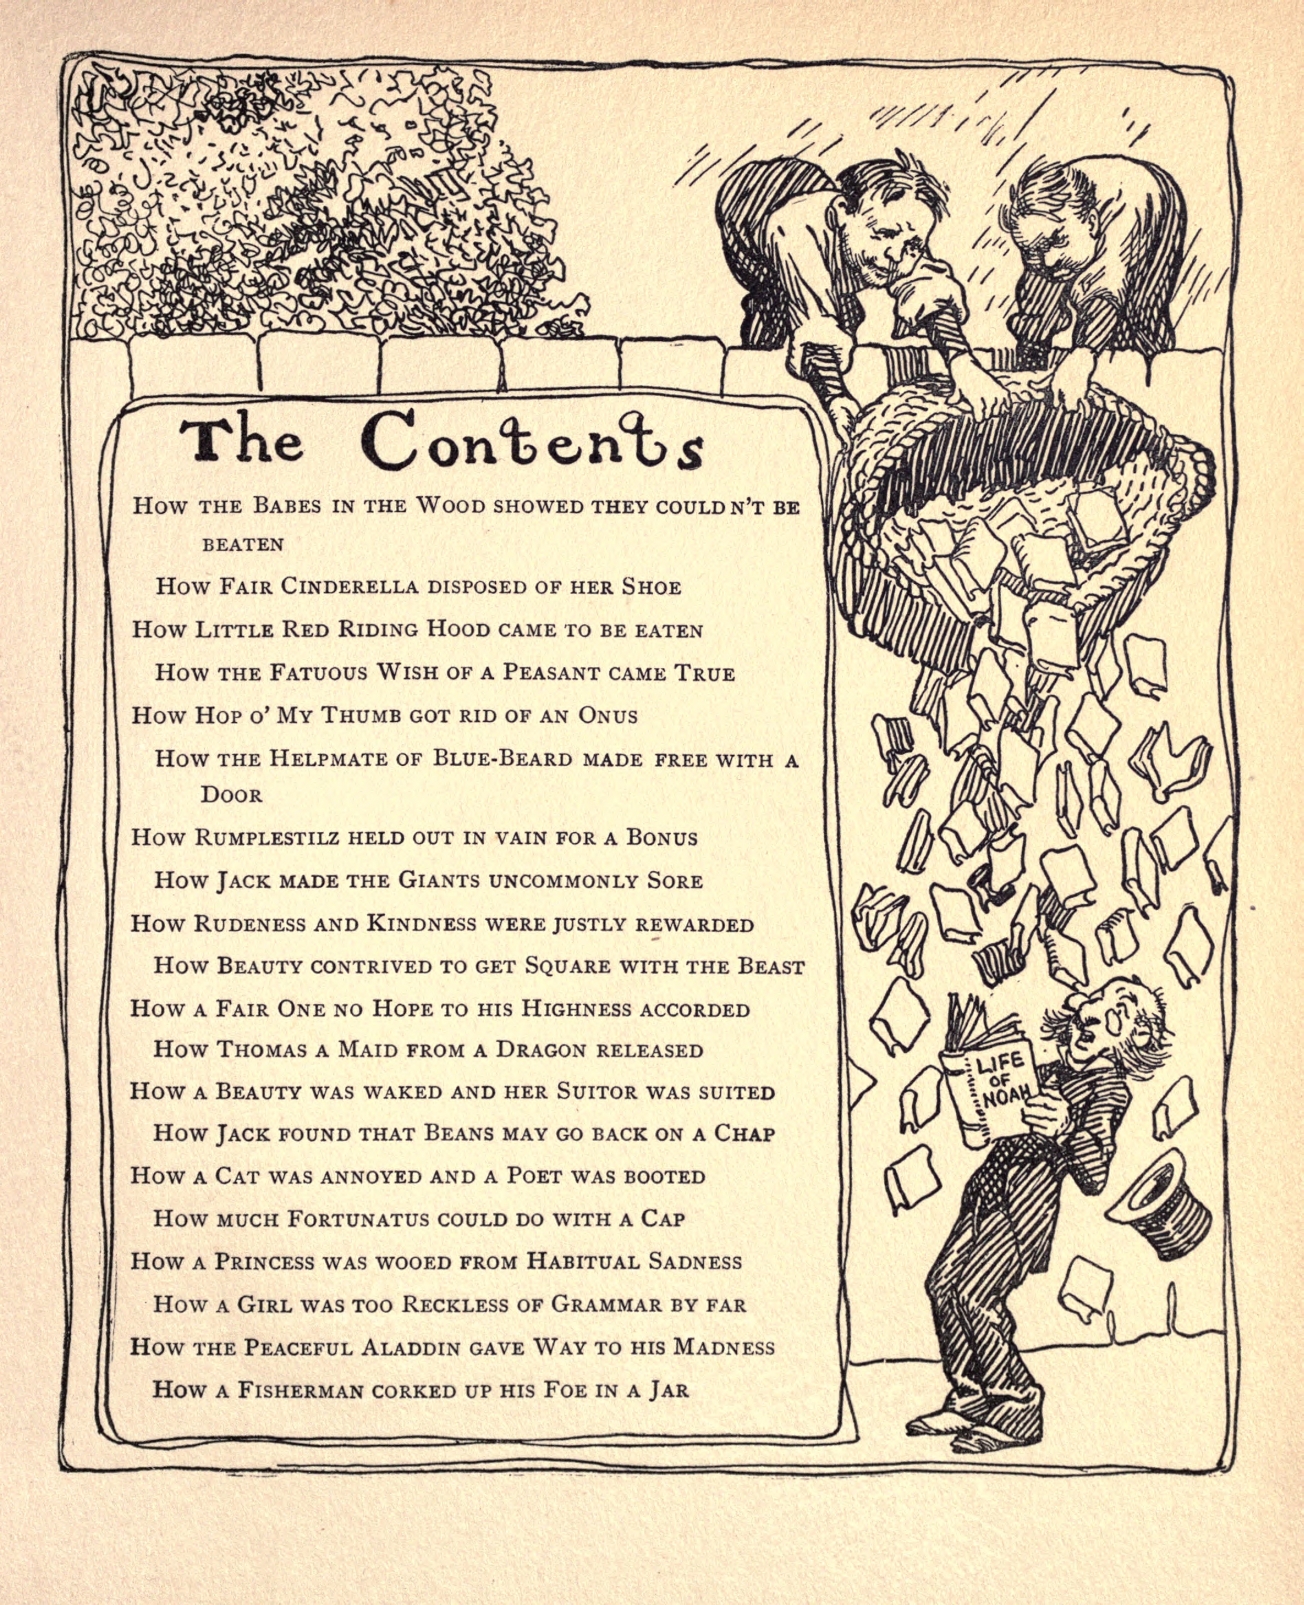 The Contents
How the Babes in the Wood showed they couldn't be
beaten
How Fair Cinderella disposed of her Shoe
How Little Red Riding Hood came to be eaten
How the Fatuous Wish of a Peasant came True
How Hop o' My Thumb got rid of an Onus
How the Helpmate of Blue-Beard made free with a
Door
How Rumplestilz held out in vain for a Bonus
How Jack made the Giants uncommonly Sore
How Rudeness and Kindness were justly rewarded
How Beauty contrived to get Square with the Beast
How a Fair One no Hope to his Highness accorded
How Thomas a Maid from a Dragon released
How a Beauty was waked and her Suitor was suited
How Jack found that Beans may go back on a Chap
How a Cat was annoyed and a Poet was booted
How much Fortunatus could do with a Cap
How a Princess was wooed from Habitual Sadness
How a Girl was too Reckless of Grammar by far
How the Peaceful Aladdin gave Way to his Madness
How a Fisherman corked up his Foe in a Jar
LIFE
OF
NOAH